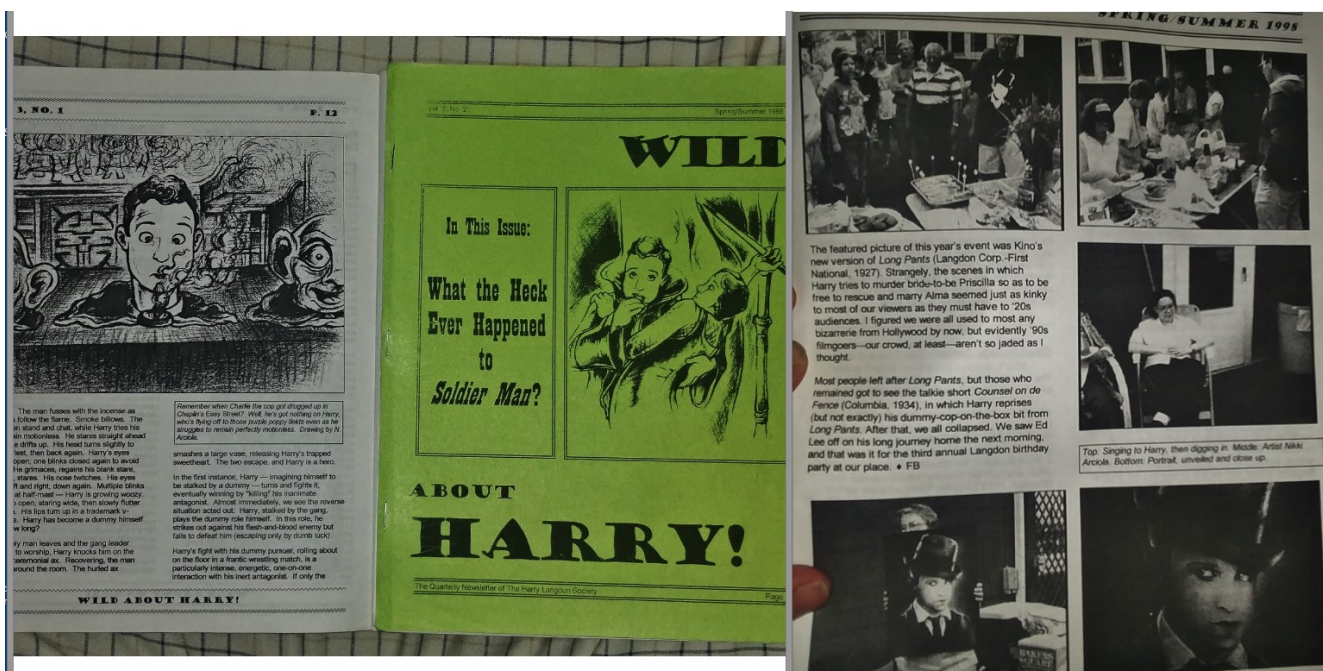 3, NO. 1
P. 12
The man fusses with the incense as
follow the flame. Smoke billows. The
stand and chat, while Harry tries his
motionless. He stares straight ahead
drifts up. His head turns slightly to
then back again. Harry's eyes
open; one blinks closed again to avoid
He grimaces, regains his blank stare,
stares. His nose twitches. His eyes
and right, down again. Multiple blinks
at half-mast — Harry is growing woozy.
open, staring wide, then slowly flutter
His lips turn up in a trademark v-
Harry has become a dummy himself
long?
man leaves and the gang leader
to worship, Harry knocks him on the
ceremonial ax. Recovering, the man
around the room. The hurled ax
Remember when Charlie the cop got drugged up in
Chaplin's Easy Street? Well, he's got nothing on Harry,
who's flying off to those purple poppy fields even as he
struggles to remain perfectly motionless. Drawing by N.
Arciola.
smashes a large vase, releasing Harry's trapped
sweetheart. The two escape, and Harry is a hero.
In the first instance, Harry — imagining himself to
be stalked by a dummy — turns and fights it,
eventually winning by "killing" his inanimate
antagonist. Almost immediately, we see the reverse
situation acted out: Harry, stalked by the gang,
plays the dummy role himself. In this role, he
strikes out against his flesh-and-blood enemy but
fails to defeat him (escaping only by dumb luck).
Harry's fight with his dummy pursuer, rolling about
on the floor in a frantic wrestling match, is a
particularly intense, energetic, one-on-one
interaction with his inert antagonist. If only the
WILD ABOUT HARRY!
No. 2
Spring/Summer
WILD
In This Issue:
What the Heck
Ever Happened
to
Soldier Man?
ABOUT
HARRY!
The Quarterly Newsletter of The Harry Langdon Society
Page
SPRING/SUMMER 1998
The featured picture of this year's event was Kino's
new version of Long Pants (Langdon Corp.-First
National, 1927). Strangely, the scenes in which
Harry tries to murder bride-to-be Priscilla so as to be
free to rescue and marry Alma seemed just as kinky
to most of our viewers as they must have to '20s
audiences. I figured we were all used to most any
bizarrerie from Hollywood by now, but evidently '90s
filmgoers—our crowd, at least—aren't so jaded as I
thought.
Most people left after Long Pants, but those who
remained got to see the talkie short Counsel on de
Fence (Columbia, 1934), in which Harry reprises
(but not exactly) his dummy-cop-on-the-box bit from
Long Pants. After that, we all collapsed. We saw Ed
Lee off on his long journey home the next morning,
and that was it for the third annual Langdon birthday
party at our place. ♦ FB
Top: Singing to Harry, then digging in. Middle: Artist Nikki
Arciola. Bottom: Portrait, unveiled and close up.
BAKERS
SQUARE